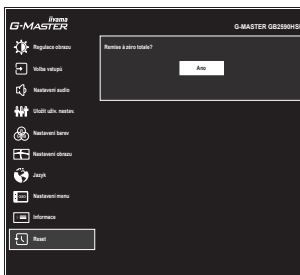 iiyama
G-MASTER
G-MASTER GB2590HSU
Regulace obrazu
Remise à zéro totale?
Ano
Volba vstupů
Nastavení audio
Uložit uživ. nastav.
Nastavení barev
Nastavení obrazu
Jazyk
OSD
Nastavení menu
Informace
Reset